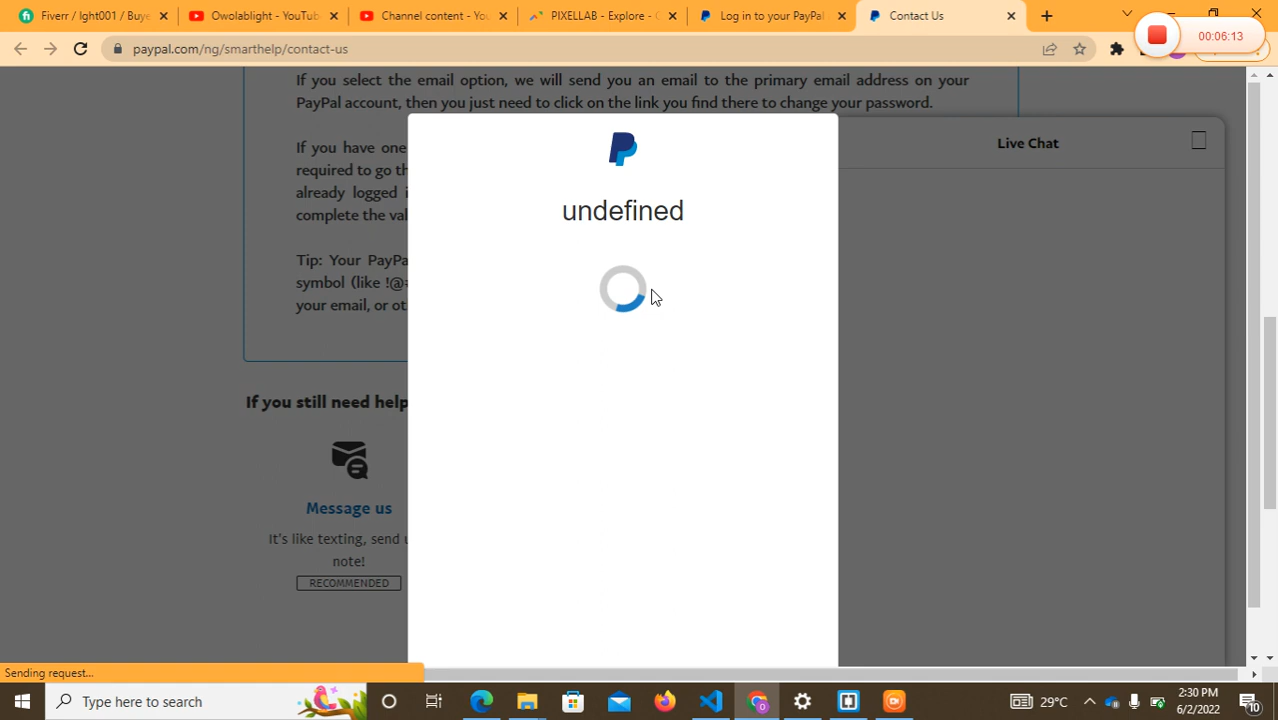 Fiverr / Ight001 / Buye
Owolablight - YouTub
Channel content - You
PIXELLAB - Explore - G
Log in to your PayPal
Contact Us
00:06:13
paypal.com/ng/smarthelp/contact-us
If you select the email option, we will send you an email to the primary email address on your
PayPal account, then you just need to click on the link you find there to change your password.
If you have one
required to go th
already logged i
complete the val
Tip: Your PayPa
symbol (like !@#
your email, or ot
undefined
Live Chat
If you still need help
Message us
It's like texting, send u
note!
RECOMMENDED
Sending request...
Type here to search
29°C
2:30 PM
6/2/2022
10